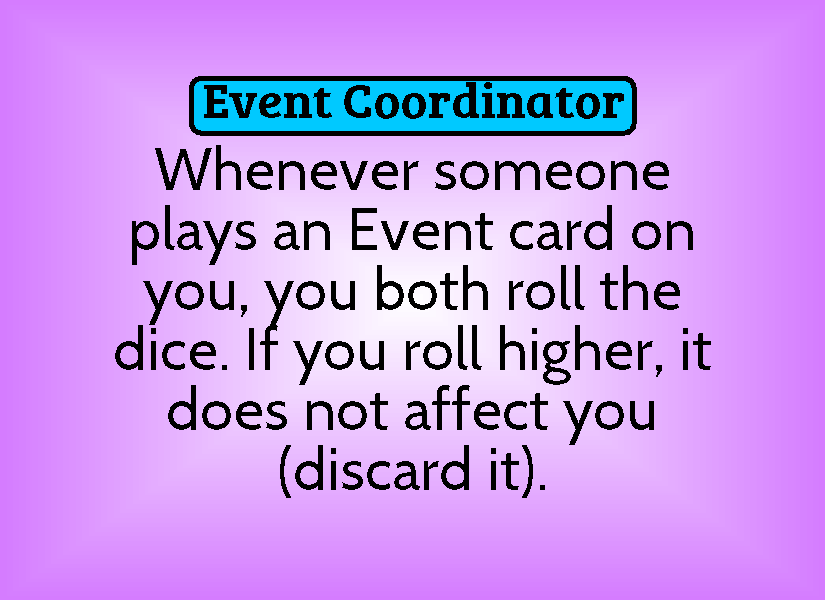 Event Coordinator
Whenever someone
plays an Event card on
you, you both roll the
dice. If you roll higher, it
does not affect you
(discard it).